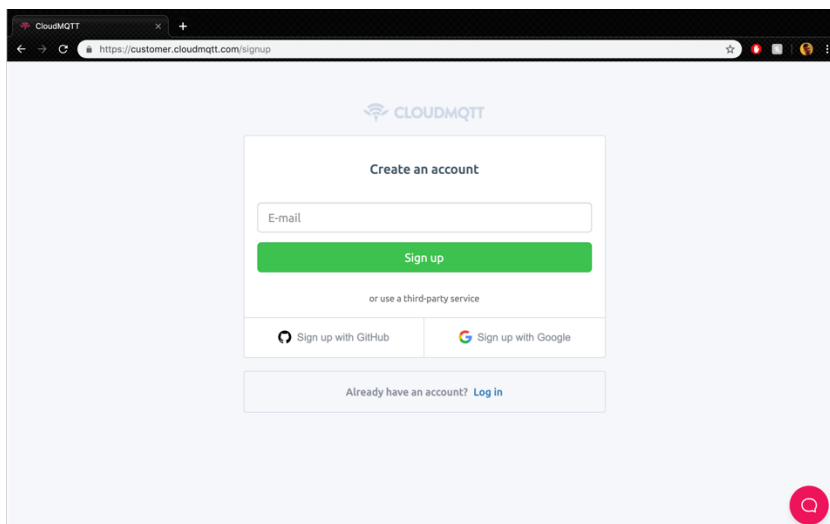 CloudMQTT
https://customer.cloudmqtt.com/signup
CLOUDMQTT
Create an account
E-mail
Sign up
or use a third-party service
Sign up with GitHub
Sign up with Google
Already have an account? Log in